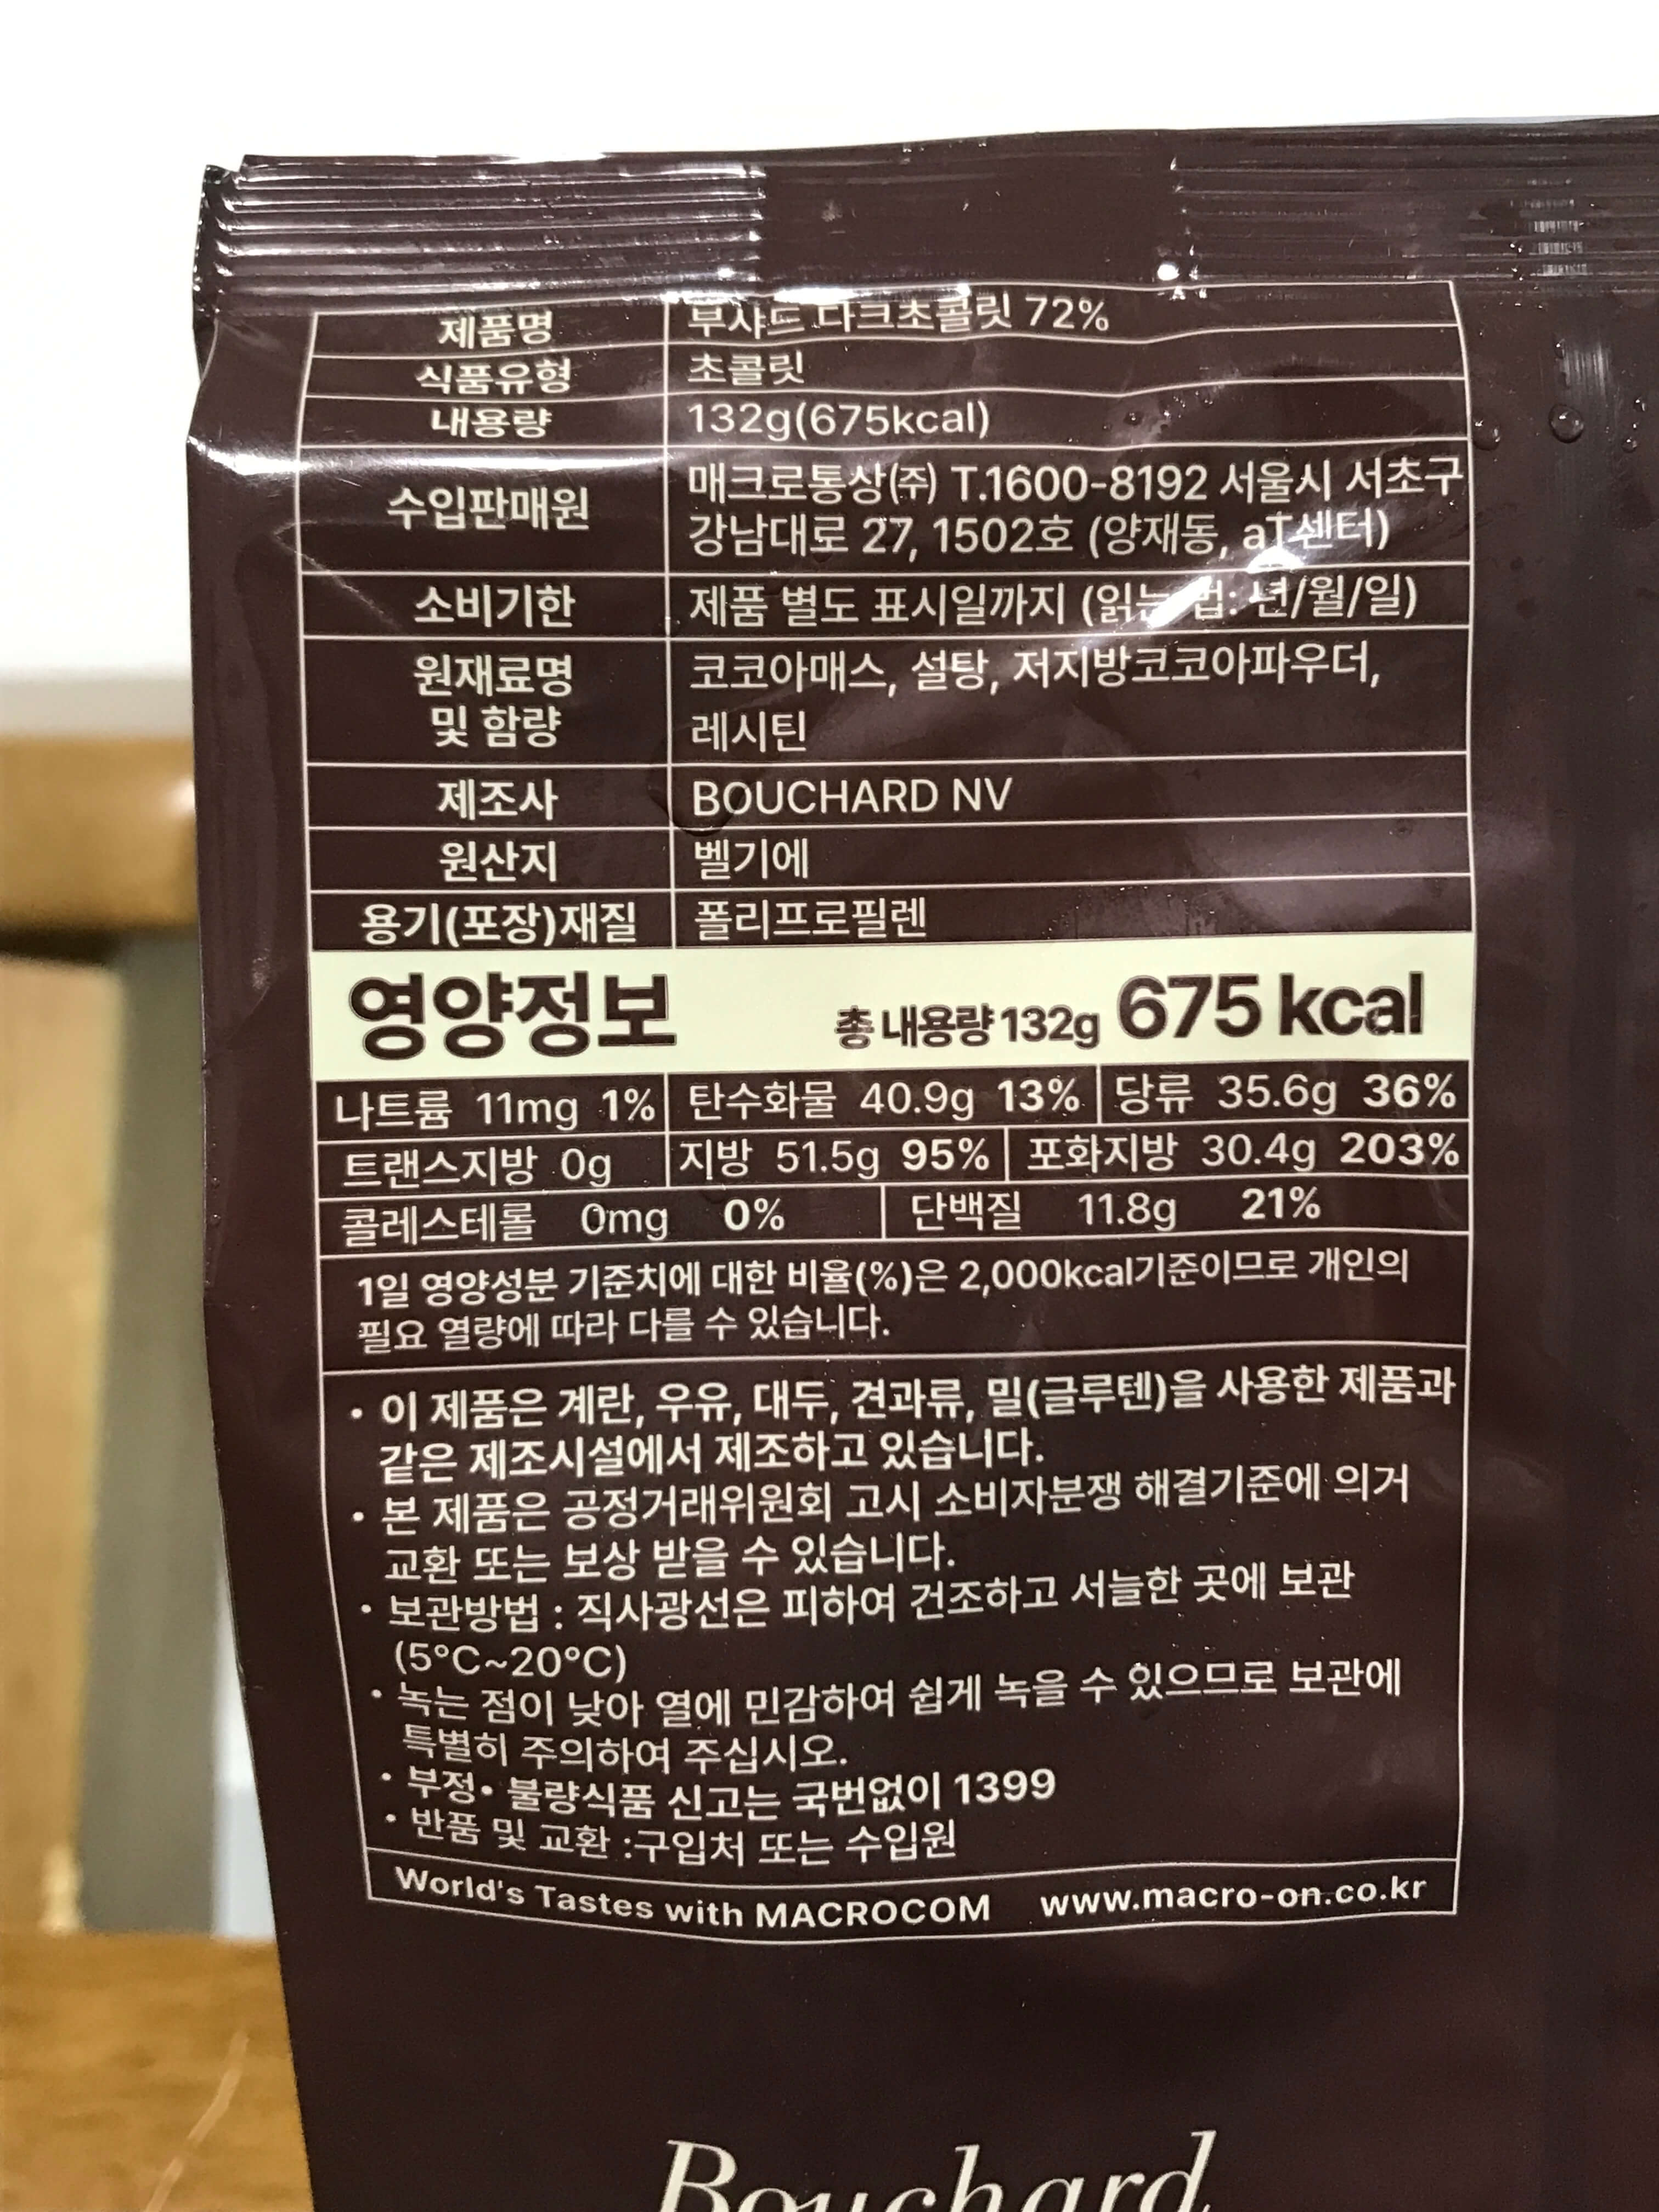 제품명 부샤드 다크초콜릿 72%
식품유형 초콜릿
내용량 132g(675kcal)
수입판매원 매크로통상(주) T.1600-8192 서울시 서초구
강남대로 27, 1502호 (양재동, aT센터)
소비기한 제품 별도 표시일까지 (읽는 법: 년/월/일)
원재료명 코코아매스, 설탕, 저지방코코아파우더,
및 함량 레시틴
제조사 BOUCHARD NV
원산지 벨기에
용기(포장)재질 폴리프로필렌
영양정보 총 내용량 132g 675 kcal
나트륨 11mg 1% 탄수화물 40.9g 13% 당류 35.6g 36%
트랜스지방 0g 지방 51.5g 95% 포화지방 30.4g 203%
콜레스테롤 0mg 0% 단백질 11.8g 21%
1일 영양성분 기준치에 대한 비율(%)은 2,000kcal기준이므로 개인의
필요 열량에 따라 다를 수 있습니다.
• 이 제품은 계란, 우유, 대두, 견과류, 밀(글루텐)을 사용한 제품과
같은 제조시설에서 제조하고 있습니다.
• 본 제품은 공정거래위원회 고시 소비자분쟁 해결기준에 의거
교환 또는 보상 받을 수 있습니다.
• 보관방법 : 직사광선은 피하여 건조하고 서늘한 곳에 보관
(5°C~20°C)
• 녹는 점이 낮아 열에 민감하여 쉽게 녹을 수 있으므로 보관에
특별히 주의하여 주십시오.
• 부정• 불량식품 신고는 국번없이 1399
• 반품 및 교환 :구입처 또는 수입원
World's Tastes with MACROCOM www.macro-on.co.kr
Bouchard